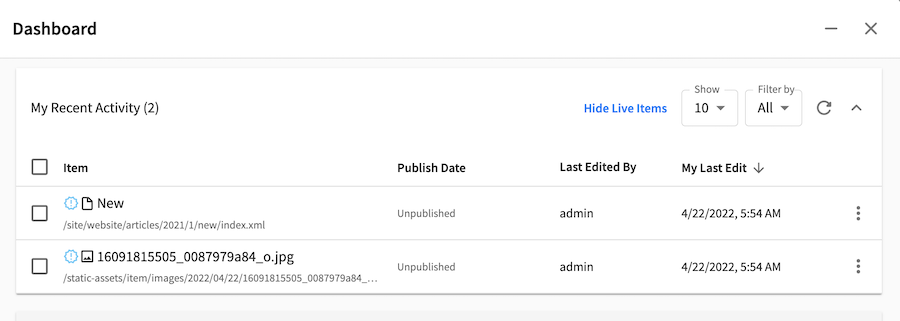 Dashboard
My Recent Activity (2)
Hide Live Items
Show
10
Filter by
All
Item
Publish Date
Last Edited By
My Last Edit
New
/site/website/articles/2021/1/new/index.xml
Unpublished
admin
4/22/2022, 5:54 AM
16091815505_0087979a84_o.jpg
/static-assets/item/images/2022/04/22/16091815505_0087979a84_...
Unpublished
admin
4/22/2022, 5:54 AM